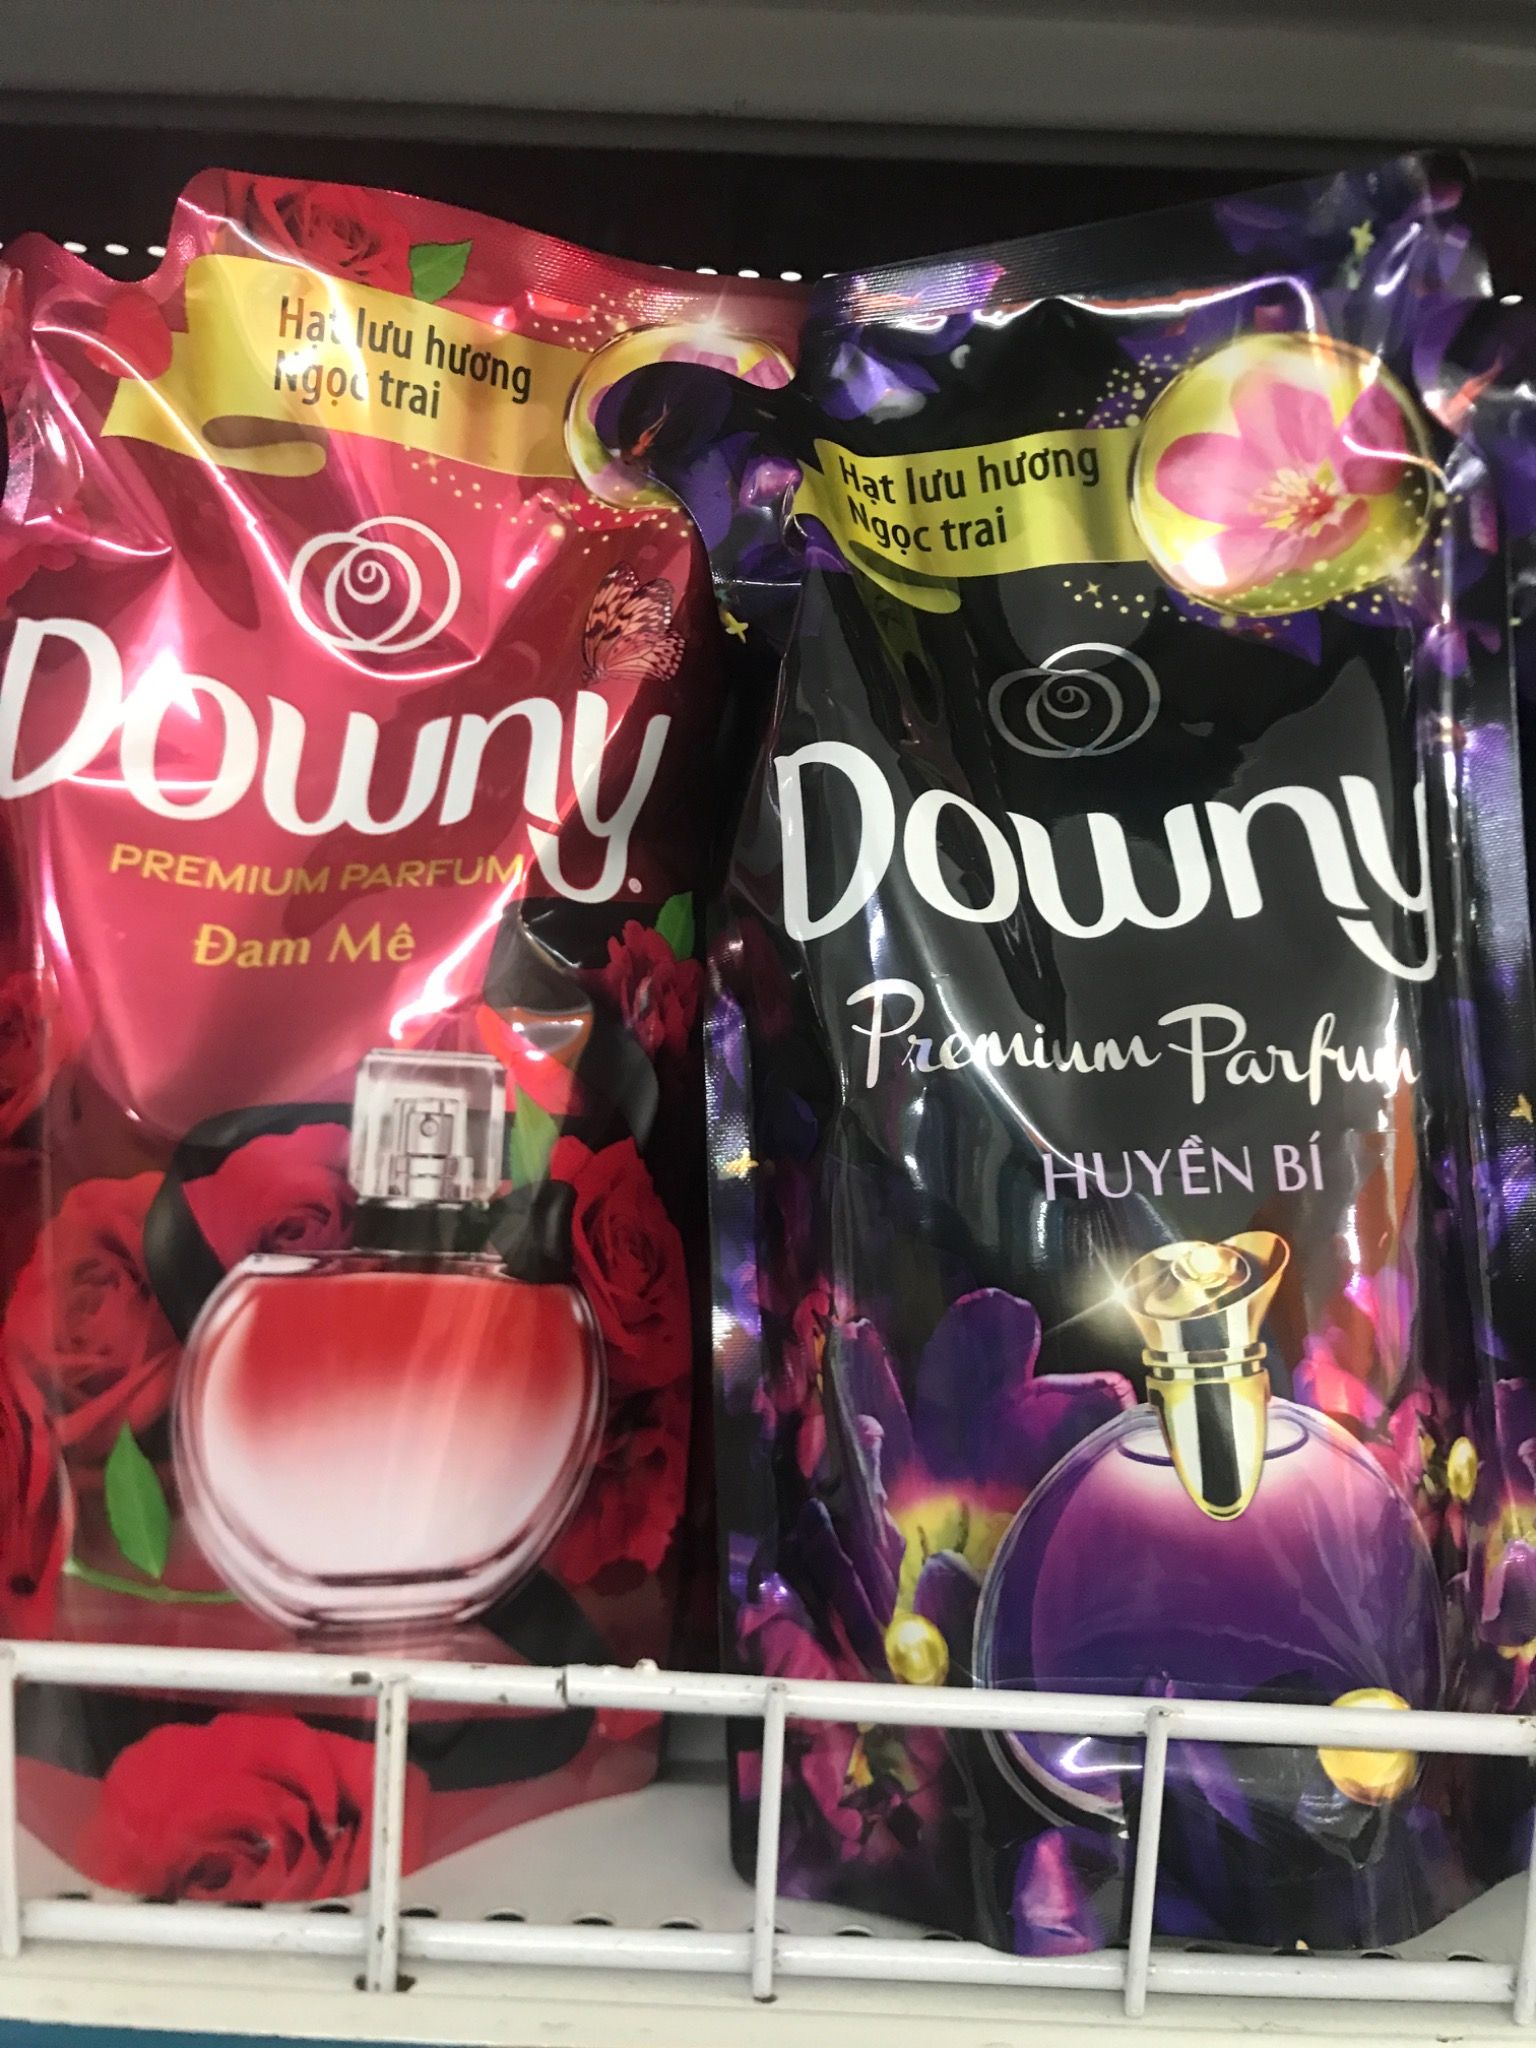 Hạt lưu hương
Ngọc trai
Downy
PREMIUM PARFUM
Đam Mê
Hạt lưu hương
Ngọc trai
Downy
Premium Parfum
HUYỀN BÍ